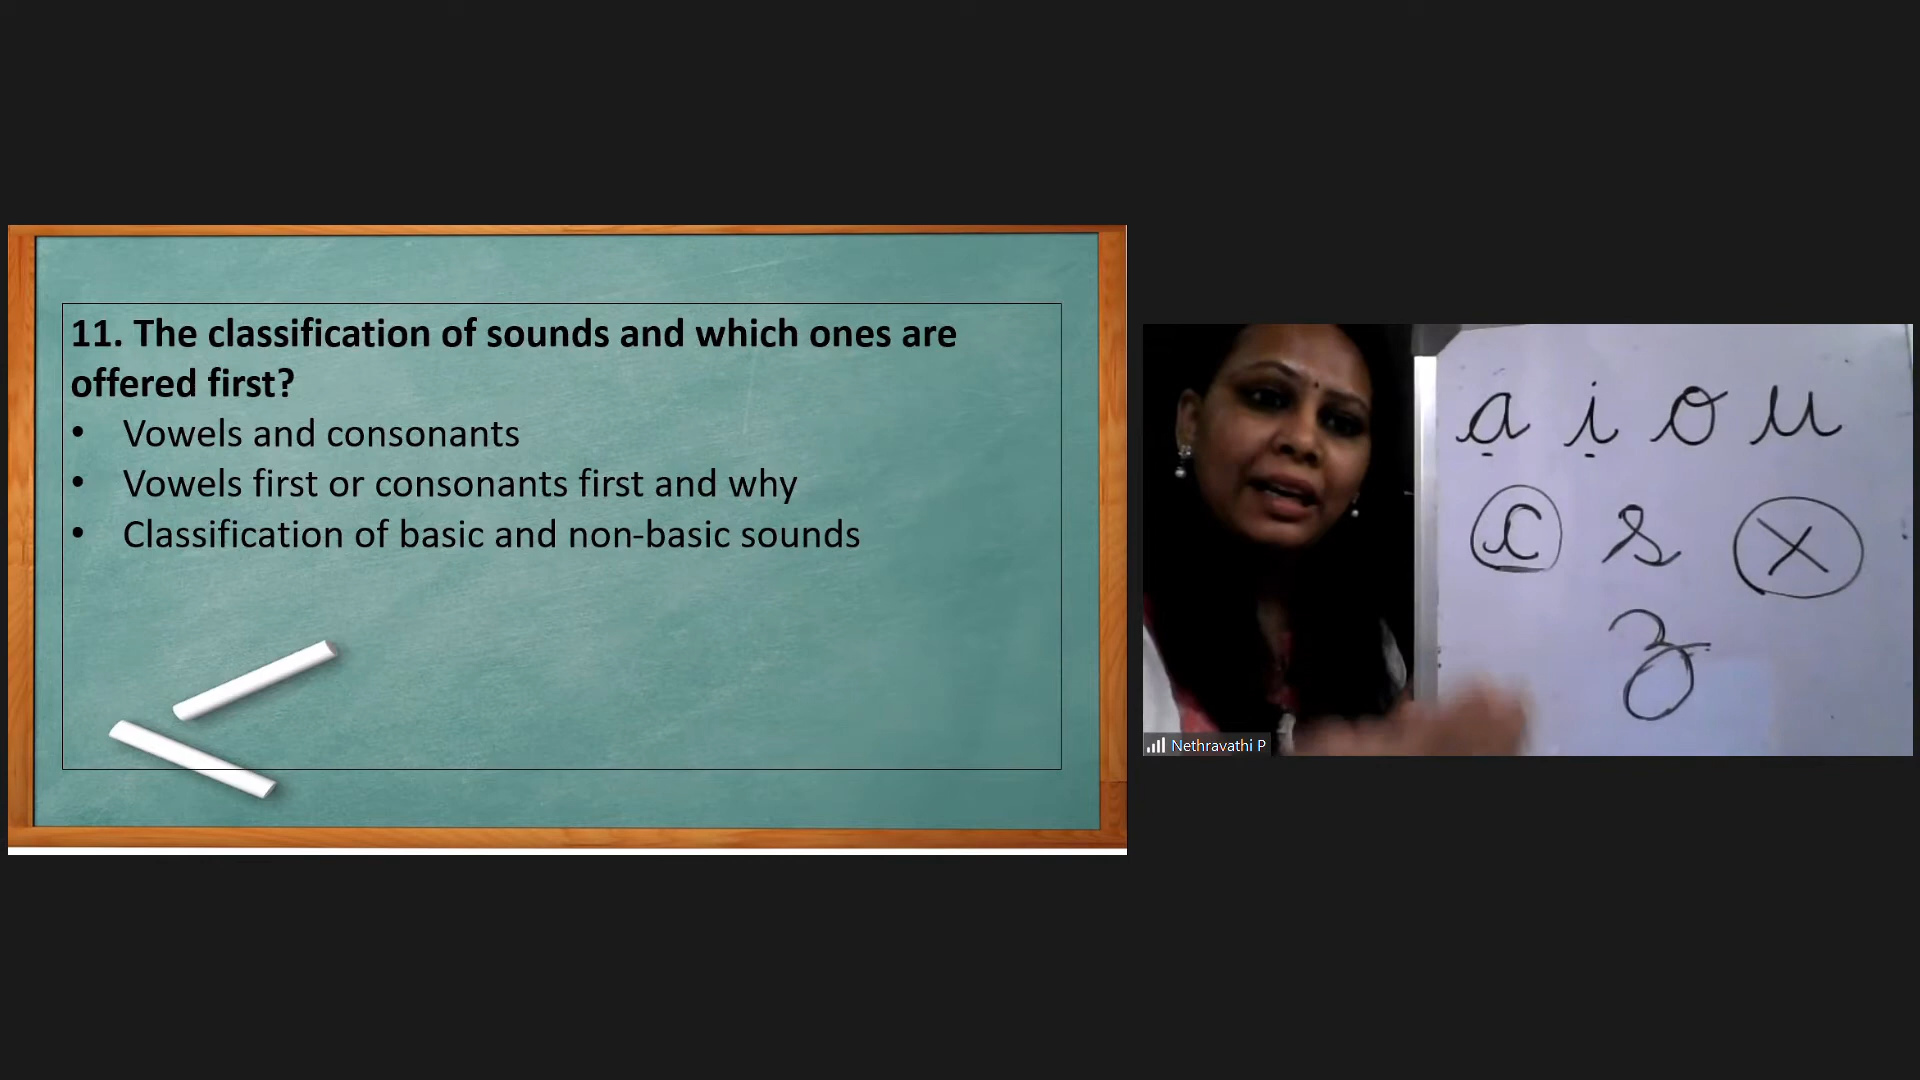 11. The classification of sounds and which ones are
offered first?
• Vowels and consonants
• Vowels first or consonants first and why
• Classification of basic and non-basic sounds
a i o u
c s x
z
Nethravathi P